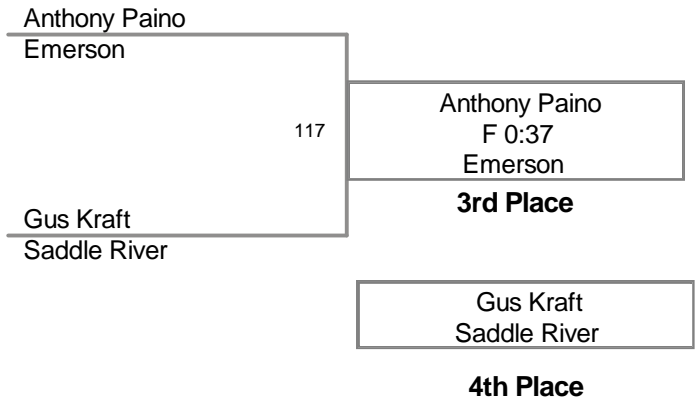 Anthony Paino
Emerson
117
Anthony Paino
F 0:37
Emerson
3rd Place
Gus Kraft
Saddle River
Gus Kraft
Saddle River
4th Place